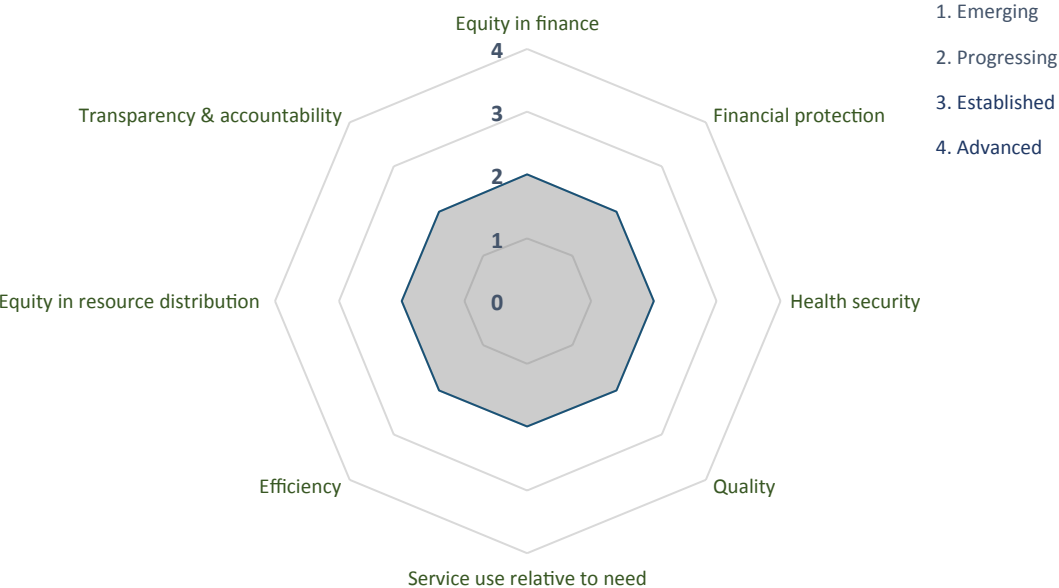 Equity in finance
1. Emerging
2. Progressing
3. Established
4. Advanced
4
3
2
1
0
Transparency & accountability
Financial protection
Equity in resource distribution
Health security
Efficiency
Quality
Service use relative to need